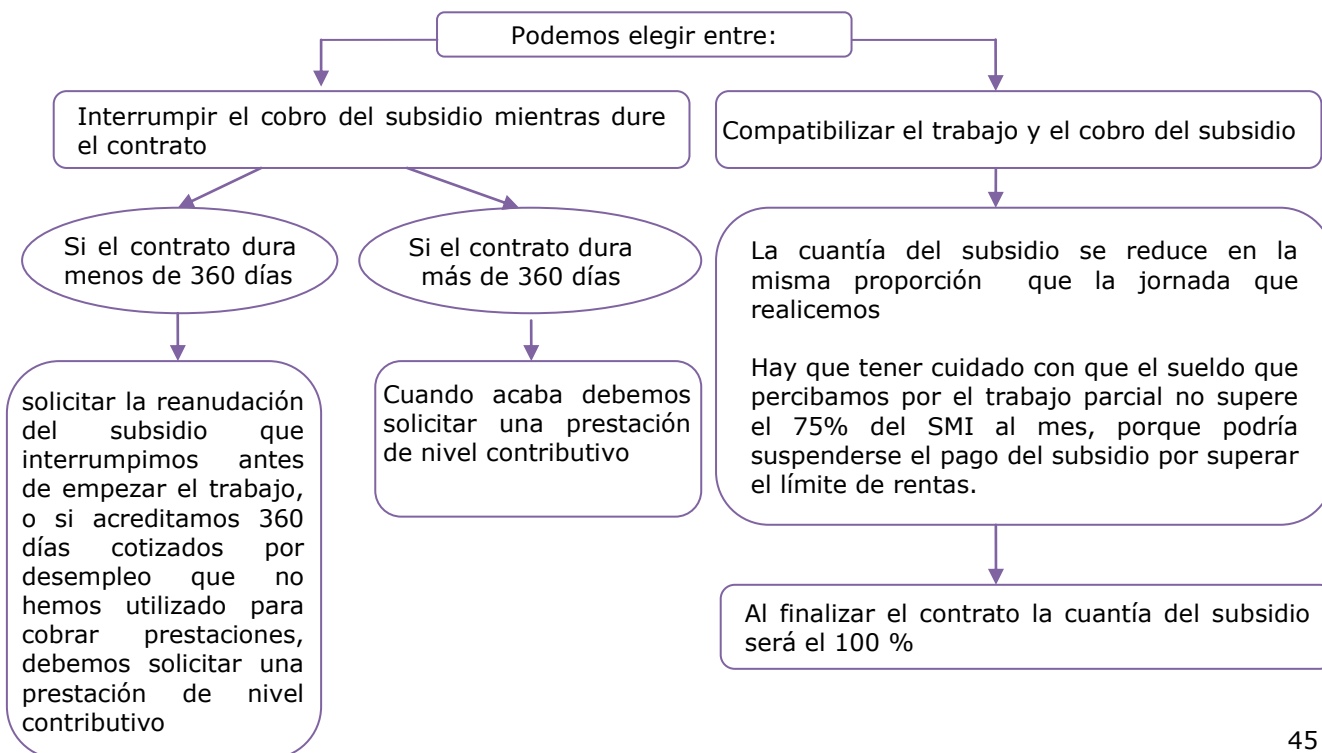 Podemos elegir entre:
Interrumpir el cobro del subsidio mientras dure
el contrato
Compatibilizar el trabajo y el cobro del subsidio
Si el contrato dura
menos de 360 días
Si el contrato dura
más de 360 días
solicitar la reanudación
del subsidio que
interrumpimos antes
de empezar el trabajo,
o si acreditamos 360
días cotizados por
desempleo que no
hemos utilizado para
cobrar prestaciones,
debemos solicitar una
prestación de nivel
contributivo
Cuando acaba debemos
solicitar una prestación
de nivel contributivo
La cuantía del subsidio se reduce en la
misma proporción que la jornada que
realicemos
Hay que tener cuidado con que el sueldo que
percibamos por el trabajo parcial no supere
el 75% del SMI al mes, porque podría
suspenderse el pago del subsidio por superar
el límite de rentas.
Al finalizar el contrato la cuantía del subsidio
será el 100 %
45